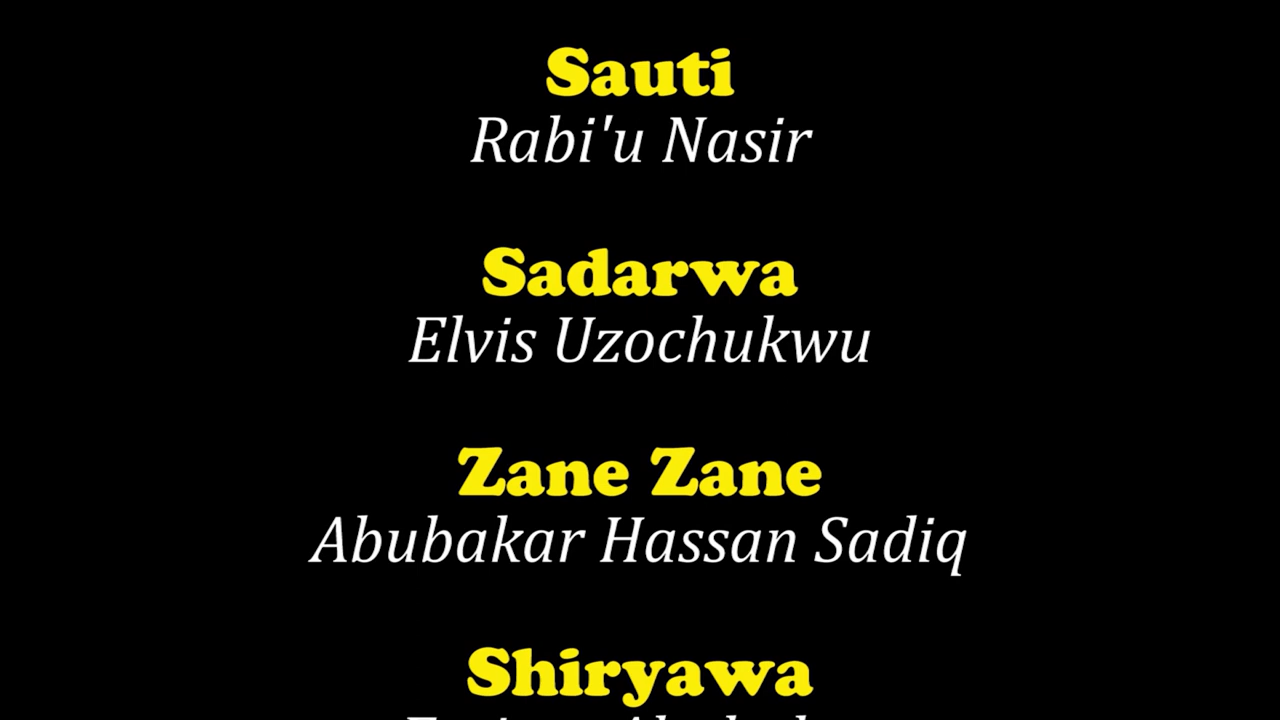 Sauti
Rabi'u Nasir
Sadarwa
Elvis Uzochukwu
Zane Zane
Abubakar Hassan Sadiq
Shiryawa